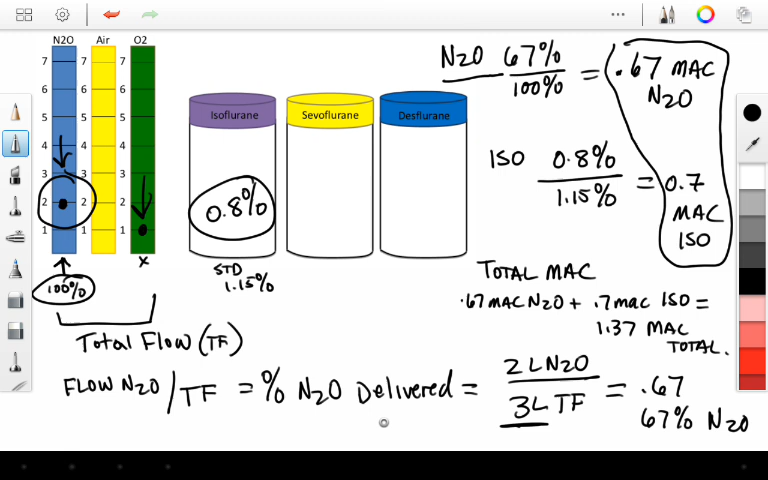 N2O Air O2
7 7 7
6 6 6
5 5 5
4 4 4
3 3 3
2 2 2
1 1 1
x
100%
Isoflurane
Sevoflurane
Desflurane
0.8%
STD
1.15%
N2O 67%
100%
= .67 MAC
N2O
ISO 0.8%
1.15%
= 0.7
MAC
ISO
TOTAL MAC
.67 MAC N2O + .7 mac ISO =
1.37 MAC
TOTAL.
Total Flow (TF)
FLOW N2O / TF = % N2O Delivered = 2 L N2O
3L TF
= .67
67% N2O